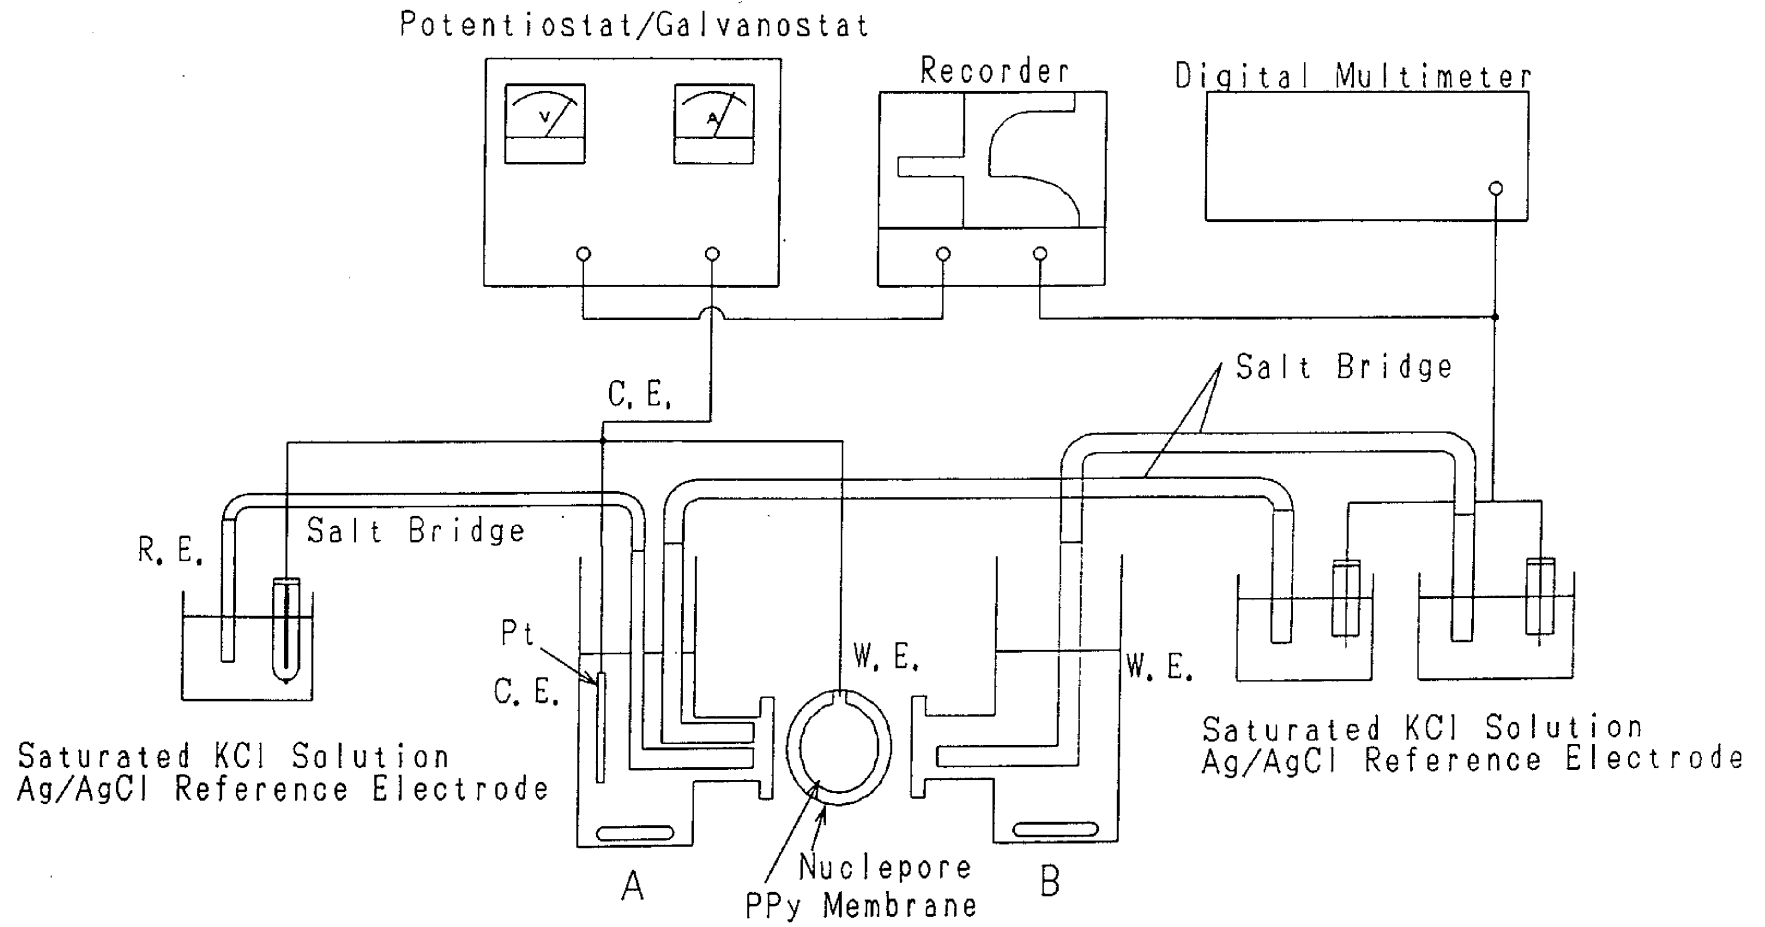 Potentiostat/Galvanostat
Recorder
Digital Multimeter
V
A
Salt Bridge
C. E.
Salt Bridge
R. E.
Pt
C. E.
W. E.
W. E.
Saturated KCl Solution
Ag/AgCl Reference Electrode
Saturated KCl Solution
Ag/AgCl Reference Electrode
Nuclepore
PPy Membrane
A
B